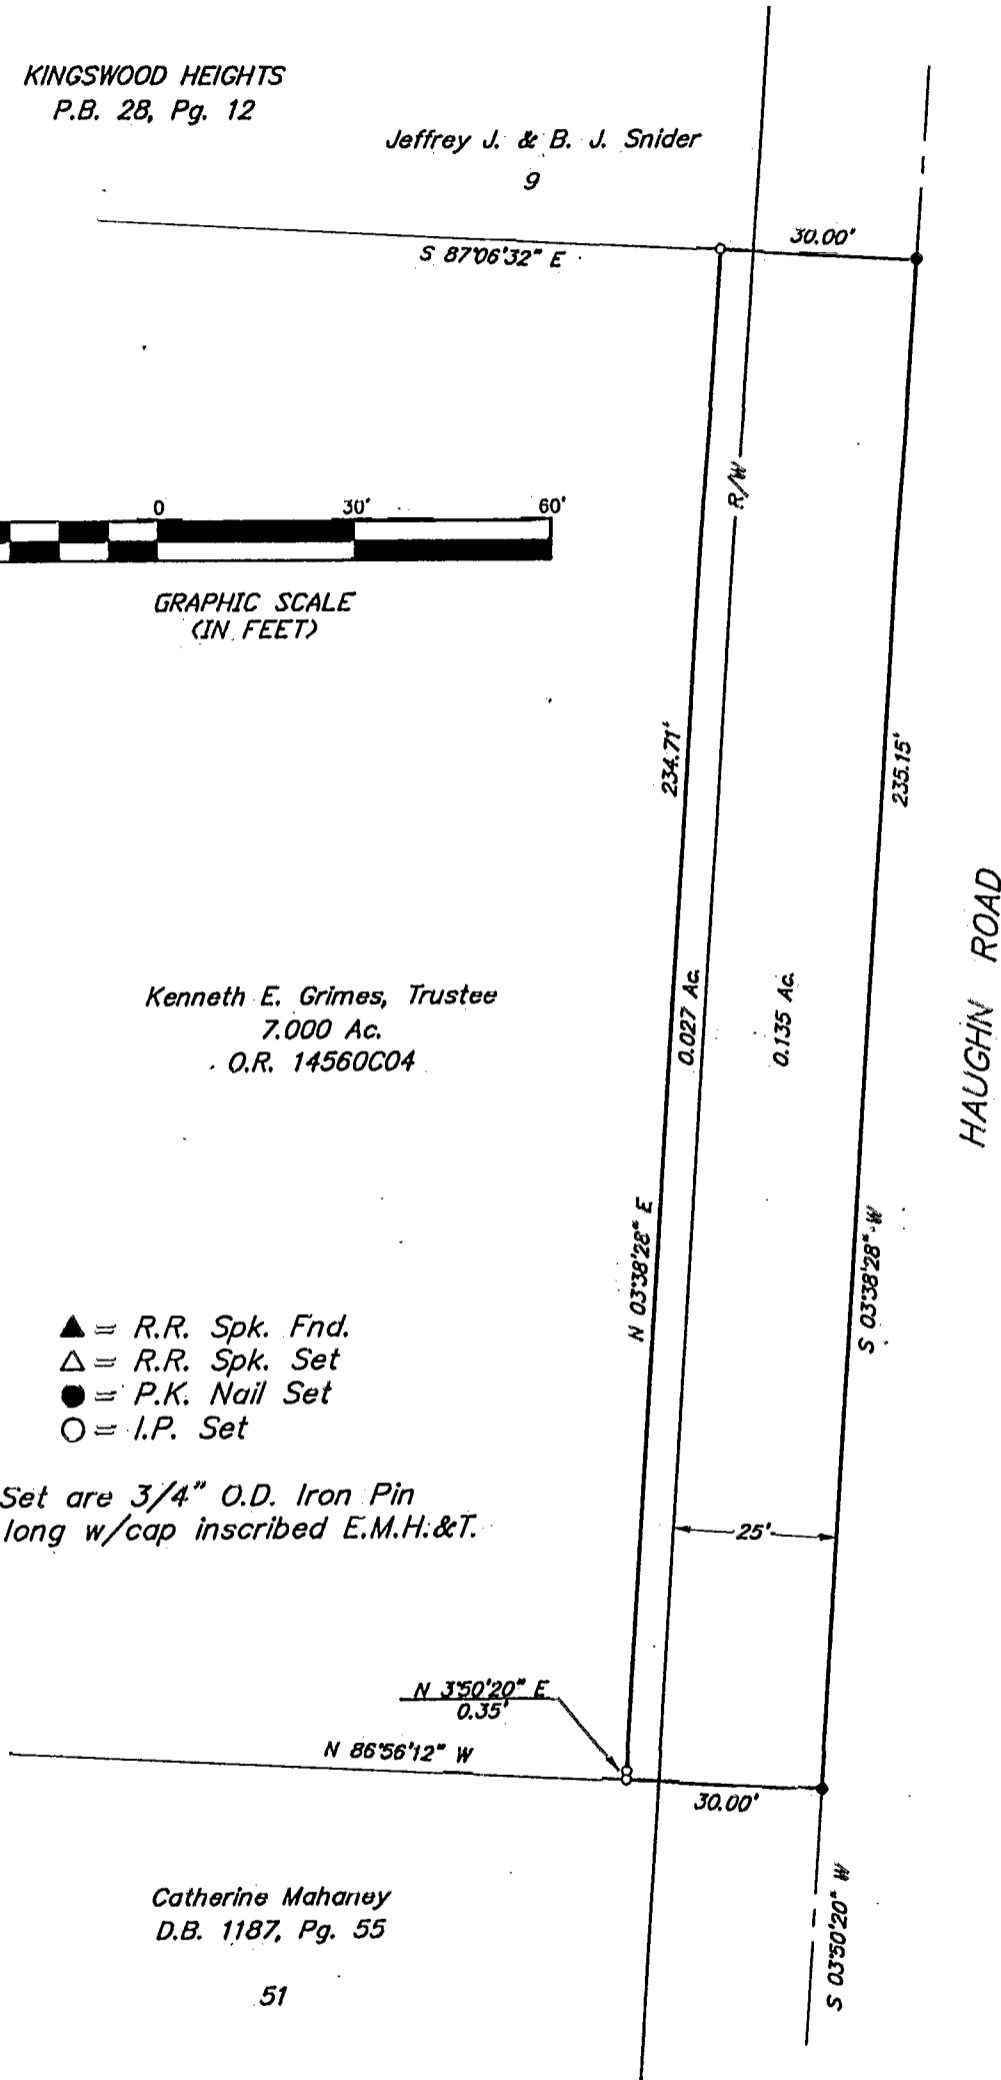 KINGSWOOD HEIGHTS
P.B. 28, Pg. 12
Jeffrey J. & B. J. Snider
9
30.00'
S 87°06'32" E
R/W
0 30' 60'
GRAPHIC SCALE
(IN FEET)
234.71'
235.15'
HAUGHN ROAD
Kenneth E. Grimes, Trustee
7.000 Ac.
O.R. 14560C04
0.027 Ac.
0.135 Ac.
N 03°38'28" E
S 03°38'28" W
▲ = R.R. Spk. Fnd.
△ = R.R. Spk. Set
● = P.K. Nail Set
○ = I.P. Set
Set are 3/4" O.D. Iron Pin
long w/cap inscribed E.M.H.&T.
25'
N 3°50'20" E
0.35'
N 86°56'12" W
30.00'
Catherine Mahaney
D.B. 1187, Pg. 55
51
S 03°50'20" W